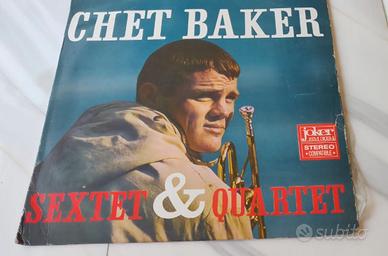 CHET BAKER
joker
STEREO
COMPATIBLE
SEXTET & QUARTET
subito